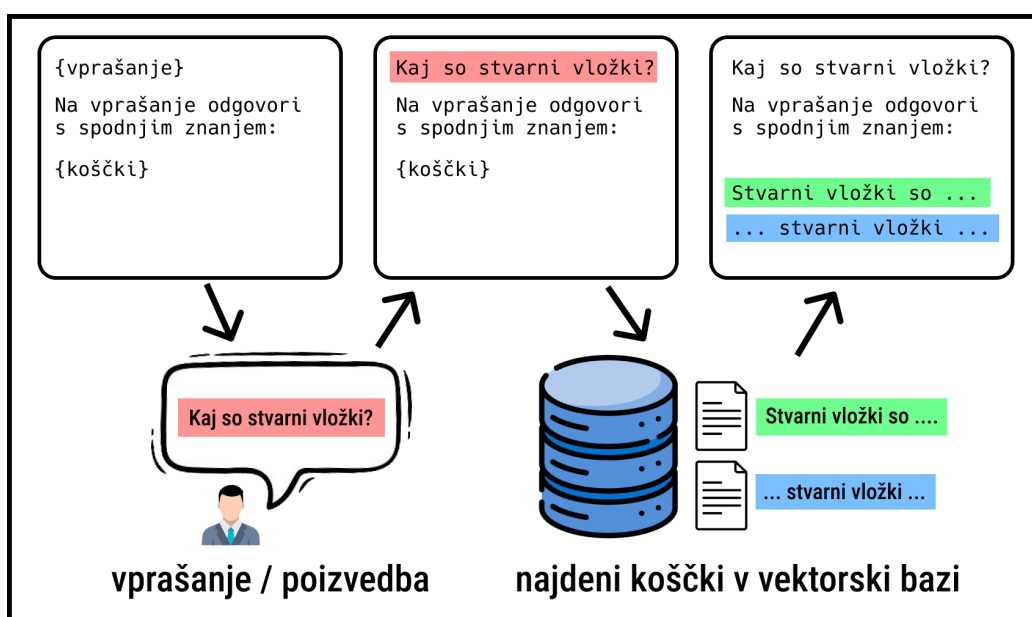 {vprašanje}
Na vprašanje odgovori
s spodnjim znanjem:
{koščki}
Kaj so stvarni vložki?
Na vprašanje odgovori
s spodnjim znanjem:
{koščki}
Kaj so stvarni vložki?
Na vprašanje odgovori
s spodnjim znanjem:
Stvarni vložki so ...
... stvarni vložki ...
Kaj so stvarni vložki?
vprašanje / poizvedba
Stvarni vložki so ....
... stvarni vložki ...
najdeni koščki v vektorski bazi